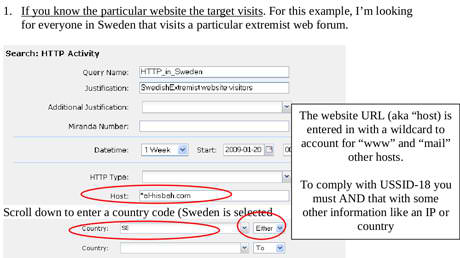 1. If you know the particular website the target visits. For this example, I'm looking
for everyone in Sweden that visits a particular extremist web forum.
Search: HTTP Activity
Query Name: HTTP_in_Sweden
Justification: SwedishExtremistwebsite visitors
Additional Justification:
Miranda Number:
Datetime: 1 Week Start: 2009-01-20
HTTP Type:
Host:
Scroll down to enter a country code (Sweden is selected
Country: SE Either
Country: To
The website URL (aka "host) is
entered in with a wildcard to
account for "www" and "mail"
other hosts.
To comply with USSID-18 you
must AND that with some
other information like an IP or
country